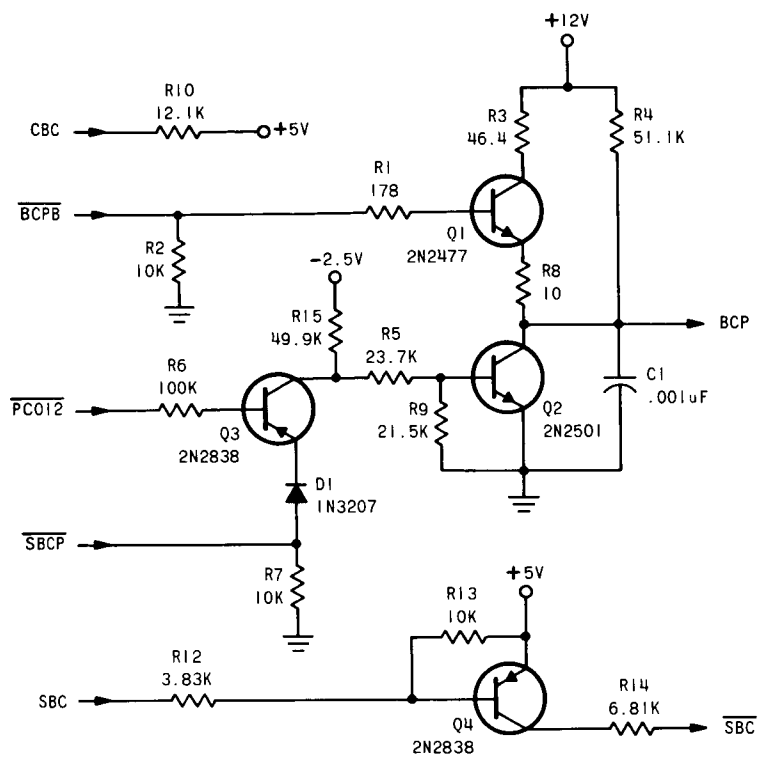 +12V
R10
12.1K
CBC
+5V
R3
46.4
R4
51.1K
R1
178
BCPB
Q1
2N2477
R2
10K
-2.5V
R8
10
R15
49.9K
R5
23.7K
BCP
R6
100K
C1
.001uF
PC012
Q3
2N2838
R9
21.5K
Q2
2N2501
D1
1N3207
SBCP
R7
10K
+5V
R13
10K
R12
3.83K
SBC
Q4
2N2838
R14
6.81K
SBC